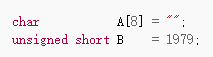 char           A[8] = "";
unsigned short B    = 1979;